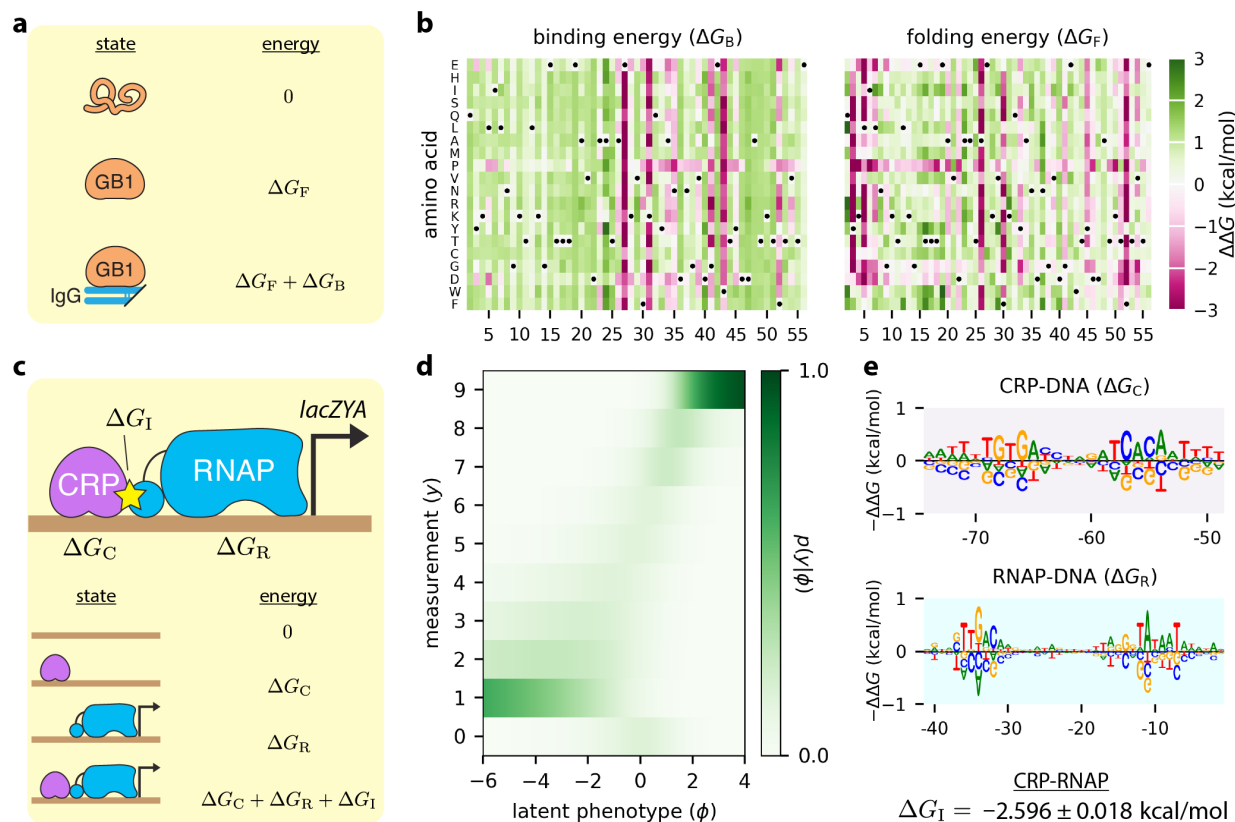 a
state energy
0
GB1
ΔG_F
GB1
IgG
ΔG_F + ΔG_B
b
binding energy (ΔG_B)
folding energy (ΔG_F)
amino acid
E
H
I
S
Q
L
A
M
P
V
N
R
K
Y
T
C
G
D
W
F
5 10 15 20 25 30 35 40 45 50 55
5 10 15 20 25 30 35 40 45 50 55
3
2
1
0
−1
−2
−3
ΔΔG (kcal/mol)
c
lacZYA
ΔG_I
CRP
RNAP
ΔG_C ΔG_R
state energy
0
ΔG_C
ΔG_R
ΔG_C + ΔG_R + ΔG_I
d
measurement (y)
9
8
7
6
5
4
3
2
1
0
−6 −4 −2 0 2 4
latent phenotype (ϕ)
1.0
p(y|ϕ)
0.0
e
CRP-DNA (ΔG_C)
−ΔΔG (kcal/mol)
1
0
−1
-70 -60 -50
RNAP-DNA (ΔG_R)
−ΔΔG (kcal/mol)
1
0
−1
-40 -30 -20 -10
CRP-RNAP
ΔG_I = −2.596 ± 0.018 kcal/mol